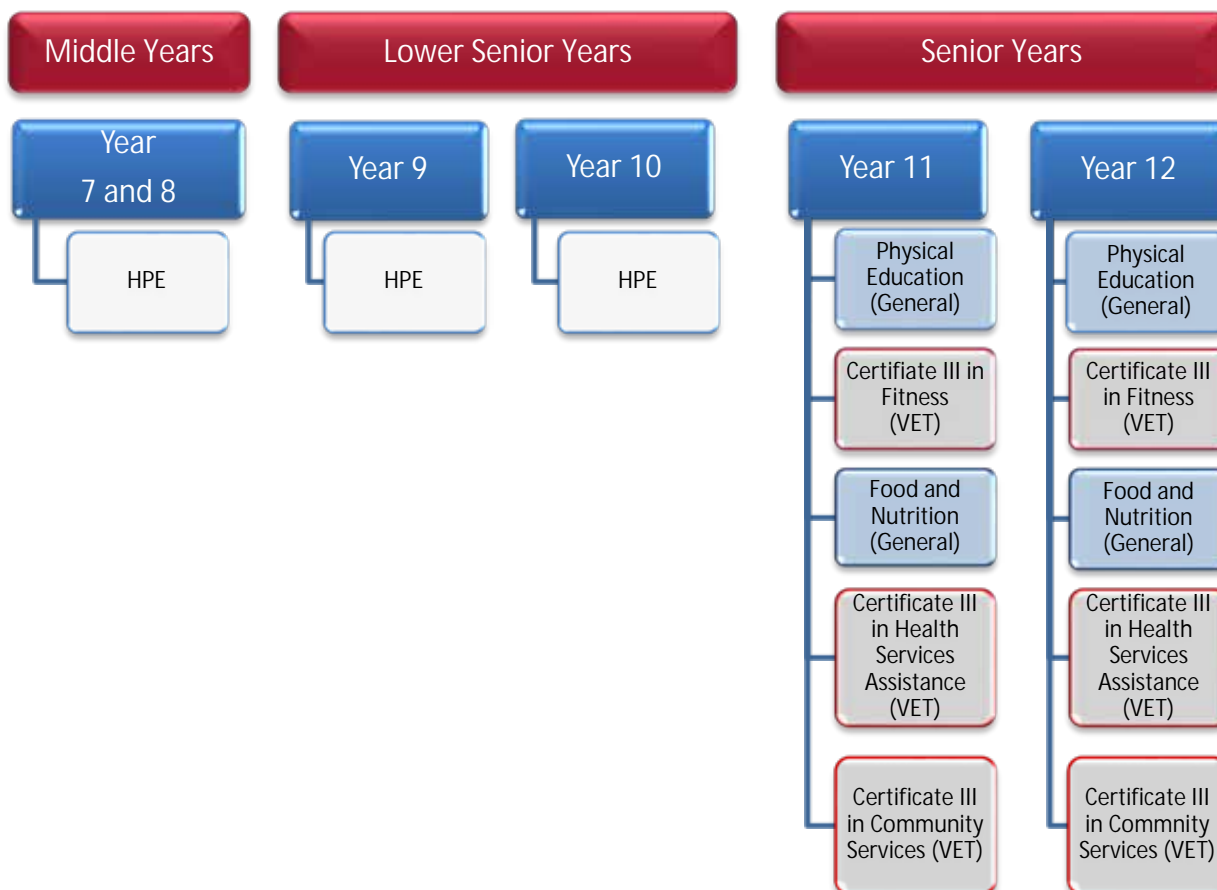 Middle Years
Lower Senior Years
Senior Years
Year
7 and 8
Year 9
Year 10
Year 11
Year 12
HPE
HPE
HPE
Physical
Education
(General)
Certifiate III in
Fitness
(VET)
Food and
Nutrition
(General)
Certificate III
in Health
Services
Assistance
(VET)
Certificate III
in Community
Services (VET)
Physical
Education
(General)
Certificate III
in Fitness
(VET)
Food and
Nutrition
(General)
Certificate III
in Health
Services
Assistance
(VET)
Certificate III
in Commnity
Services (VET)